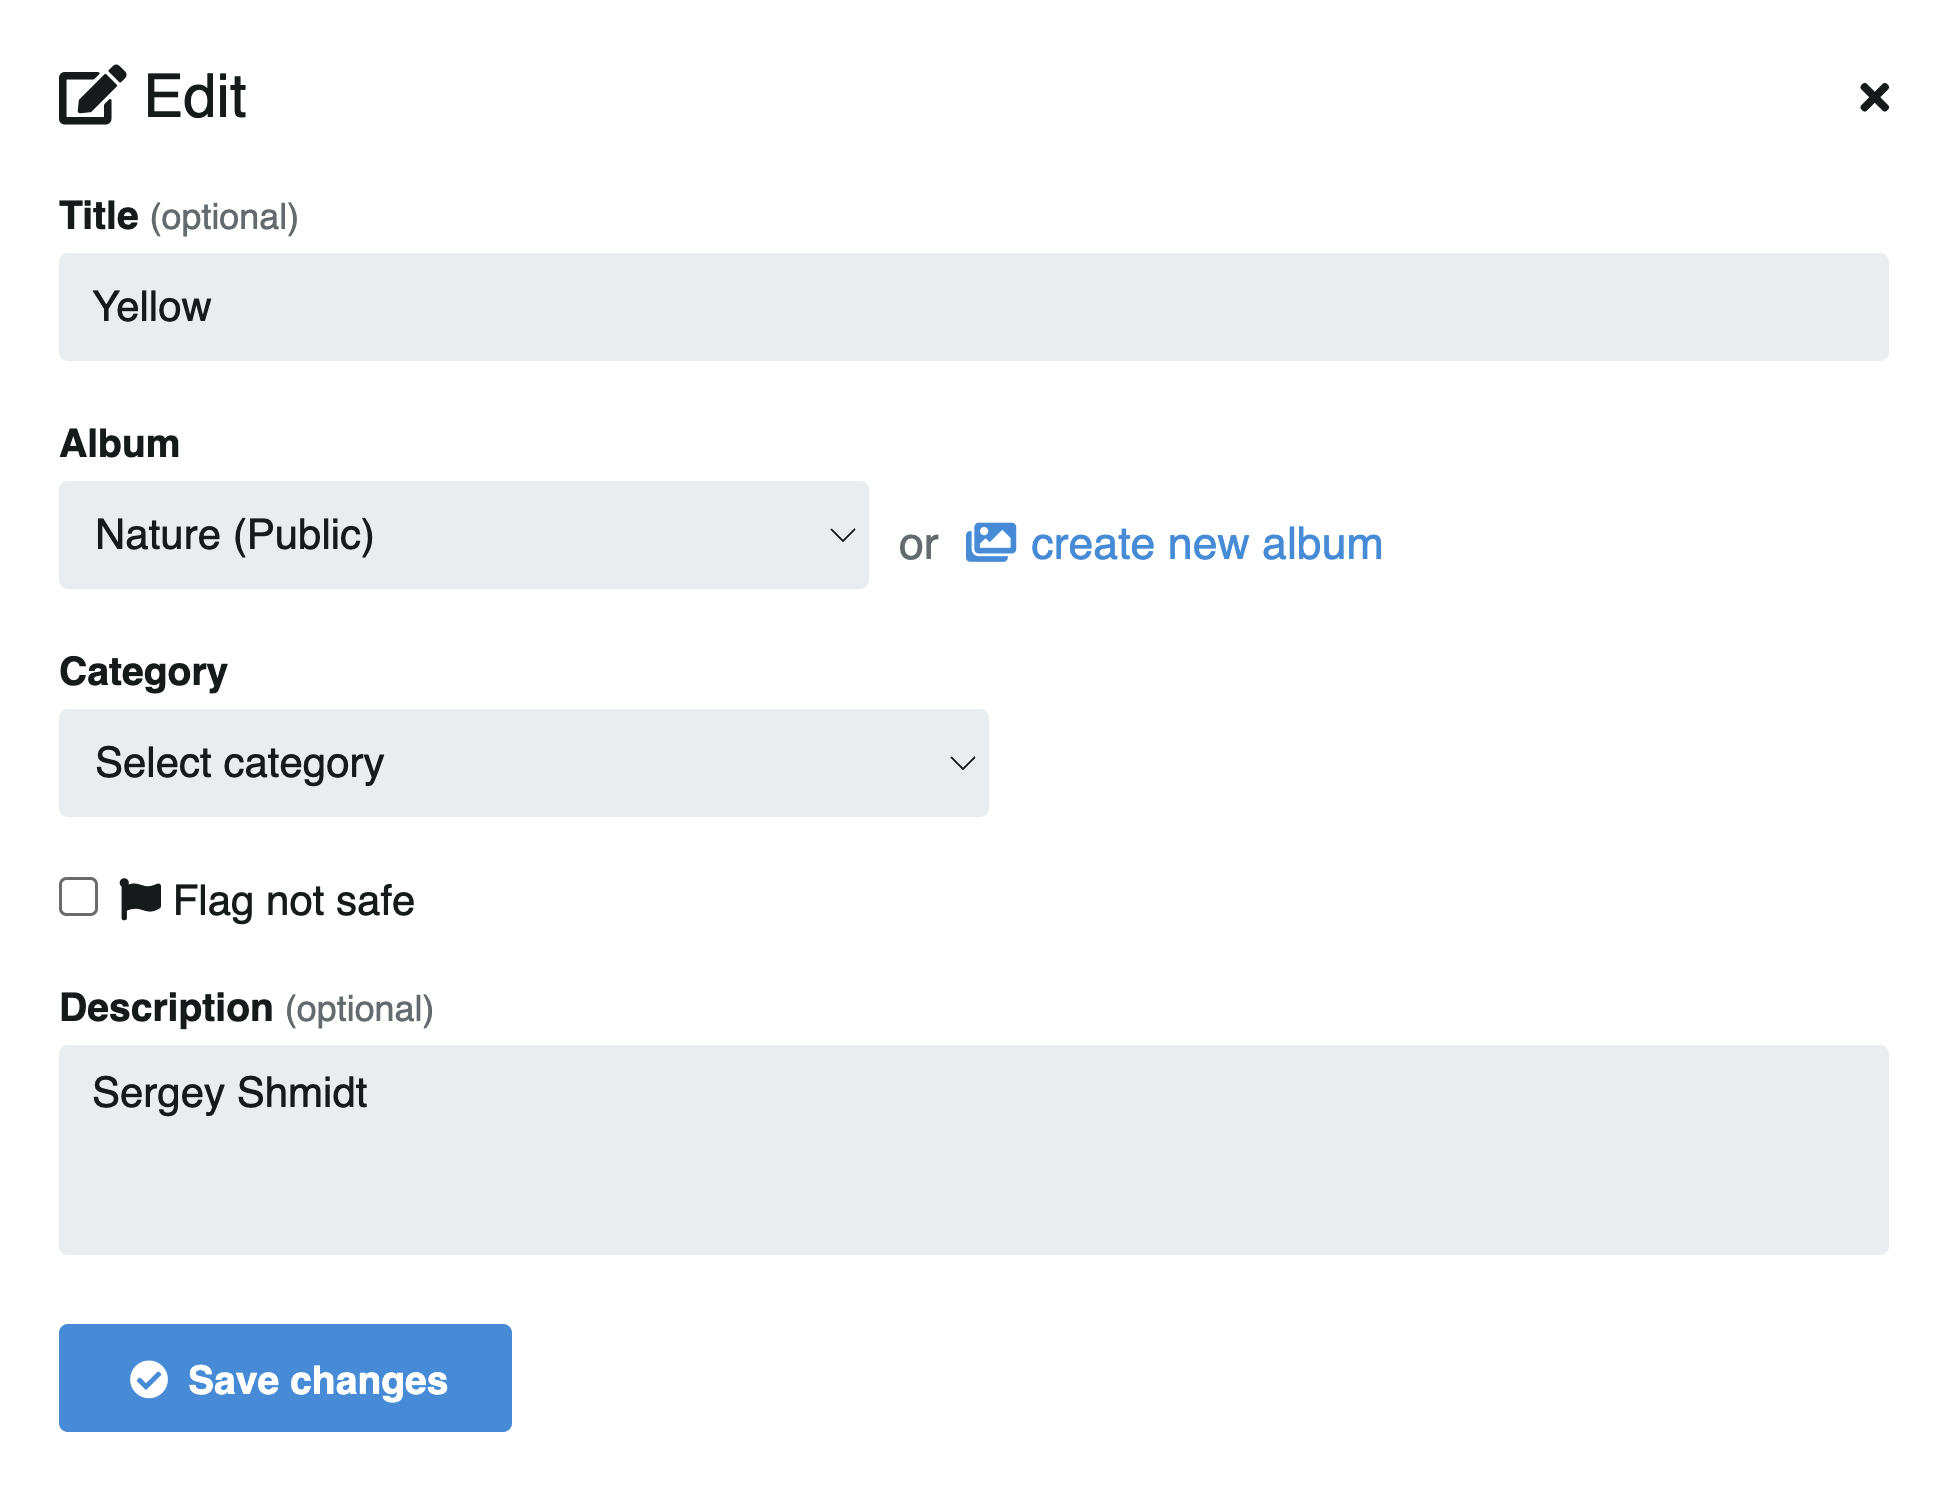 Edit
Title (optional)
Yellow
Album
Nature (Public)
or create new album
Category
Select category
Flag not safe
Description (optional)
Sergey Shmidt
Save changes